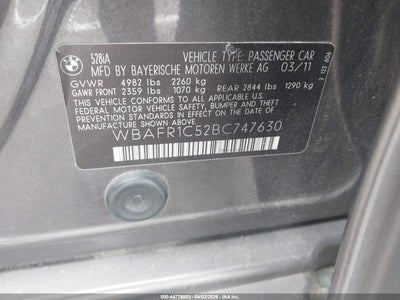 528iA VEHICLE TYPE: PASSENGER CAR
MFD BY BAYERISCHE MOTOREN WERKE AG 03/11
GVWR 4982 lbs 2260 kg
GAWR FRONT 2359 lbs 1070 kg REAR 2844 lbs 1290 kg
THIS VEHICLE CONFORMS TO ALL APPLICABLE
FEDERAL MOTOR VEHICLE SAFETY, BUMPER, AND
THEFT PREVENTION STANDARDS IN EFFECT ON
THE DATE OF MANUFACTURE SHOWN ABOVE.
WBAFR1C52BC747630